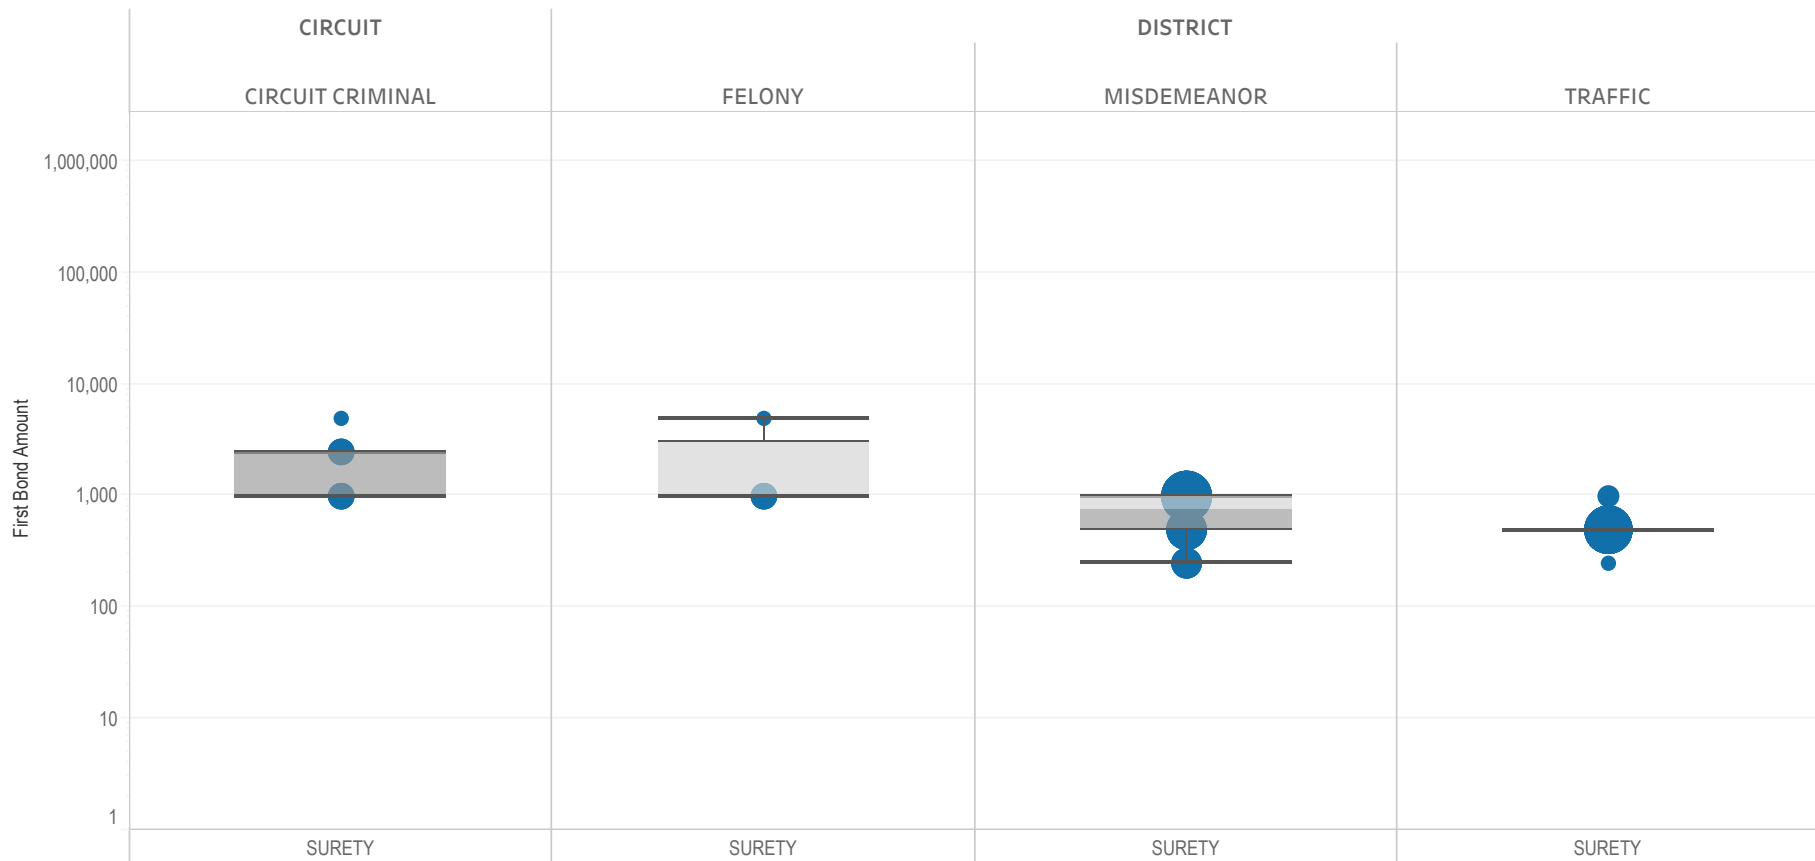 CIRCUIT
DISTRICT
CIRCUIT CRIMINAL
FELONY
MISDEMEANOR
TRAFFIC
First Bond Amount
1,000,000
100,000
10,000
1,000
100
10
1
SURETY
SURETY
SURETY
SURETY